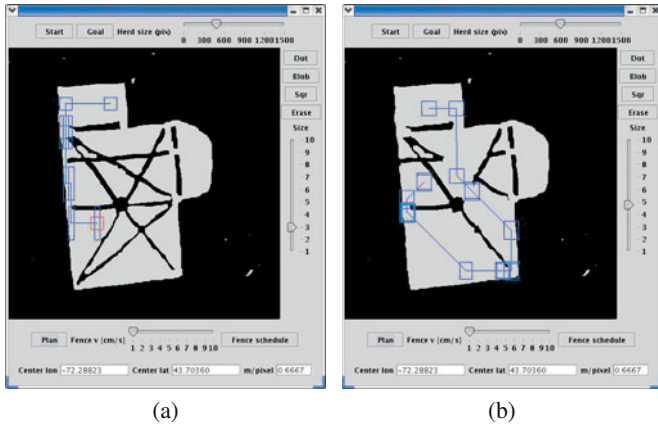 Start Goal Herd size (pix)
0 300 600 900 1200 1500
Dot
Blob
Sqr
Erase
Size
10
9
8
7
6
5
4
3
2
1
Plan Fence v [cm/s] Fence schedule
1 2 3 4 5 6 7 8 9 10
Center lon -72.28823 Center lat 43.70360 m/pixel 0.6667
(a)
Start Goal Herd size (pix)
0 300 600 900 1200 1500
Dot
Blob
Sqr
Erase
Size
10
9
8
7
6
5
4
3
2
1
Plan Fence v [cm/s] Fence schedule
1 2 3 4 5 6 7 8 9 10
Center lon -72.28823 Center lat 43.70360 m/pixel 0.6667
(b)